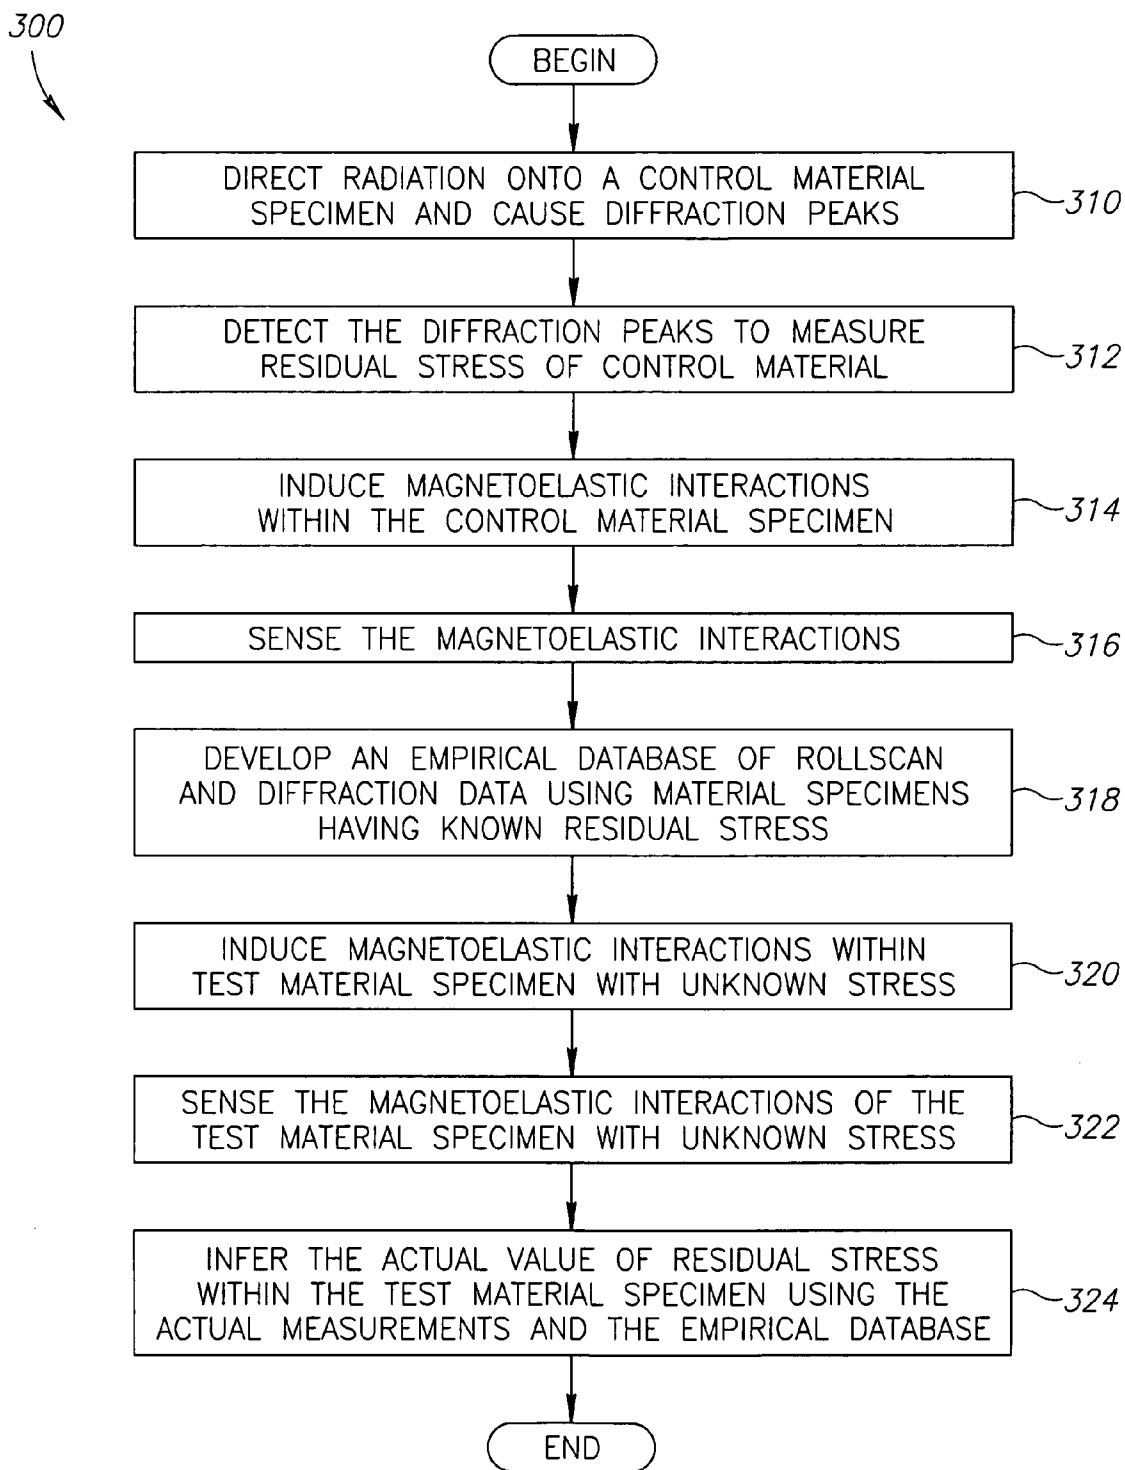 300
BEGIN
DIRECT RADIATION ONTO A CONTROL MATERIAL
SPECIMEN AND CAUSE DIFFRACTION PEAKS
310
DETECT THE DIFFRACTION PEAKS TO MEASURE
RESIDUAL STRESS OF CONTROL MATERIAL
312
INDUCE MAGNETOELASTIC INTERACTIONS
WITHIN THE CONTROL MATERIAL SPECIMEN
314
SENSE THE MAGNETOELASTIC INTERACTIONS
316
DEVELOP AN EMPIRICAL DATABASE OF ROLLSCAN
AND DIFFRACTION DATA USING MATERIAL SPECIMENS
HAVING KNOWN RESIDUAL STRESS
318
INDUCE MAGNETOELASTIC INTERACTIONS WITHIN
TEST MATERIAL SPECIMEN WITH UNKNOWN STRESS
320
SENSE THE MAGNETOELASTIC INTERACTIONS OF THE
TEST MATERIAL SPECIMEN WITH UNKNOWN STRESS
322
INFER THE ACTUAL VALUE OF RESIDUAL STRESS
WITHIN THE TEST MATERIAL SPECIMEN USING THE
ACTUAL MEASUREMENTS AND THE EMPIRICAL DATABASE
324
END